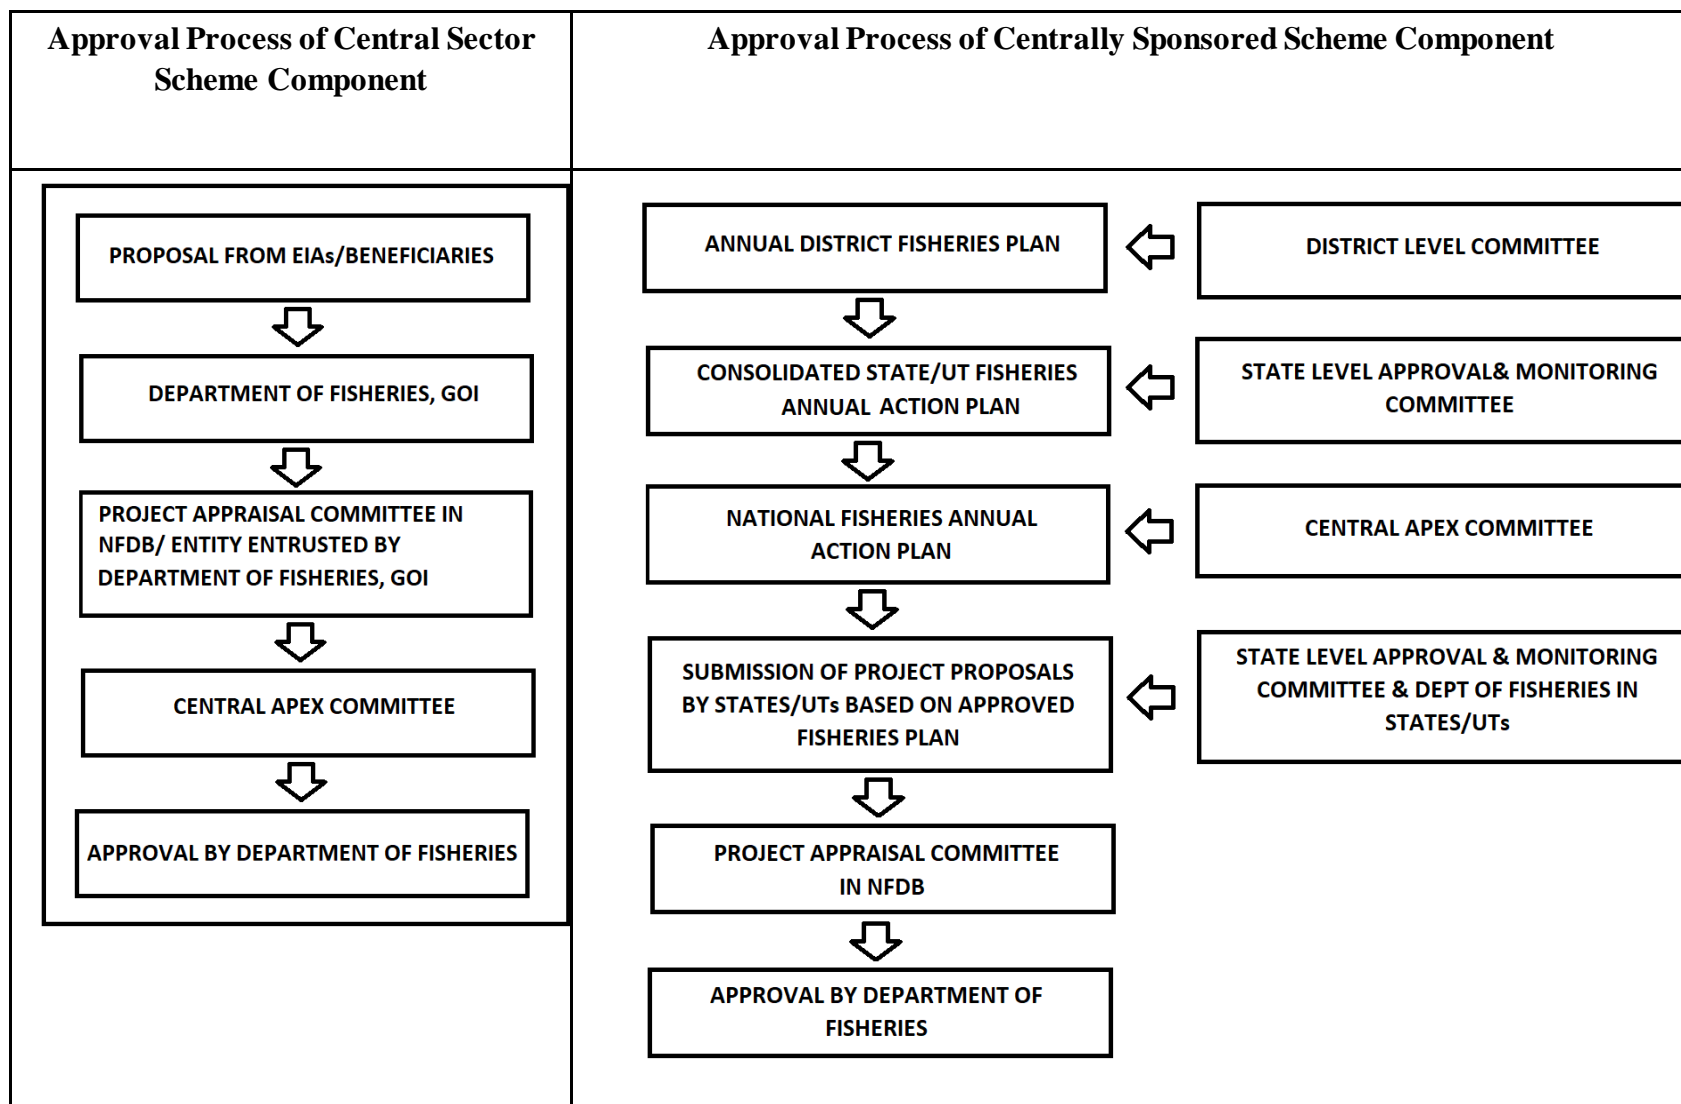 Approval Process of Central Sector
Scheme Component
Approval Process of Centrally Sponsored Scheme Component
PROPOSAL FROM EIAs/BENEFICIARIES
DEPARTMENT OF FISHERIES, GOI
PROJECT APPRAISAL COMMITTEE IN
NFDB/ ENTITY ENTRUSTED BY
DEPARTMENT OF FISHERIES, GOI
CENTRAL APEX COMMITTEE
APPROVAL BY DEPARTMENT OF FISHERIES
ANNUAL DISTRICT FISHERIES PLAN
DISTRICT LEVEL COMMITTEE
CONSOLIDATED STATE/UT FISHERIES
ANNUAL ACTION PLAN
STATE LEVEL APPROVAL& MONITORING
COMMITTEE
NATIONAL FISHERIES ANNUAL
ACTION PLAN
CENTRAL APEX COMMITTEE
SUBMISSION OF PROJECT PROPOSALS
BY STATES/UTs BASED ON APPROVED
FISHERIES PLAN
STATE LEVEL APPROVAL & MONITORING
COMMITTEE & DEPT OF FISHERIES IN
STATES/UTs
PROJECT APPRAISAL COMMITTEE
IN NFDB
APPROVAL BY DEPARTMENT OF
FISHERIES